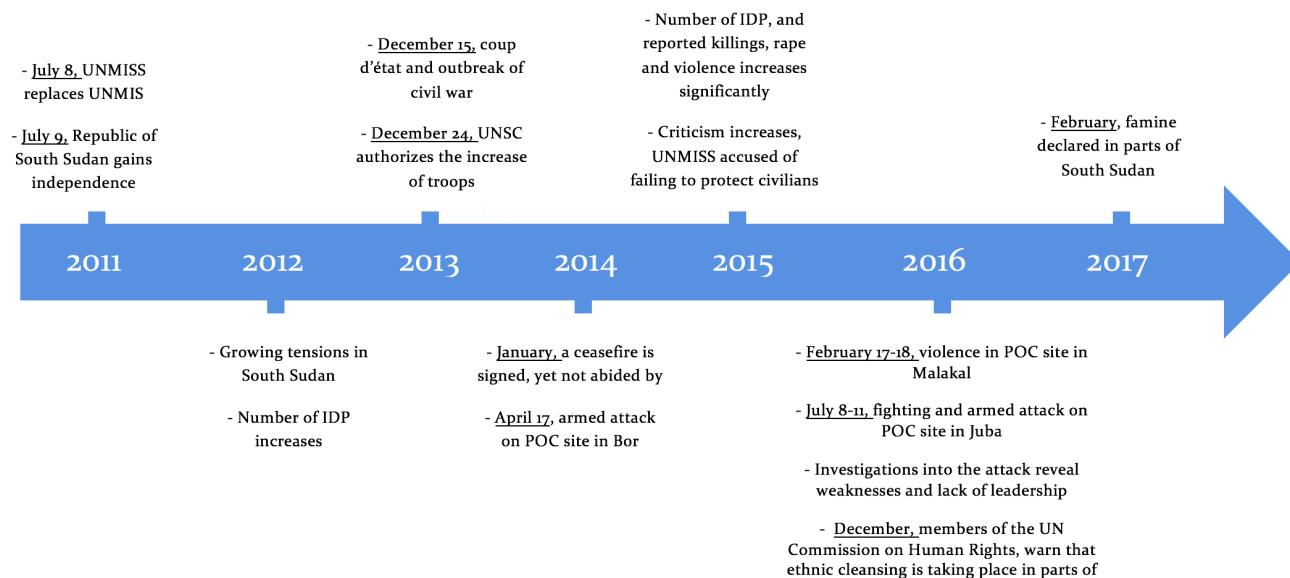 - July 8, UNMISS
replaces UNMIS
- July 9, Republic of
South Sudan gains
independence
- December 15, coup
d'état and outbreak of
civil war
- December 24, UNSC
authorizes the increase
of troops
- Number of IDP, and
reported killings, rape
and violence increases
significantly
- Criticism increases,
UNMISS accused of
failing to protect civilians
- February, famine
declared in parts of
South Sudan
2011 2012 2013 2014 2015 2016 2017
- Growing tensions in
South Sudan
- Number of IDP
increases
- January, a ceasefire is
signed, yet not abided by
- April 17, armed attack
on POC site in Bor
- February 17-18, violence in POC site in
Malakal
- July 8-11, fighting and armed attack on
POC site in Juba
- Investigations into the attack reveal
weaknesses and lack of leadership
- December, members of the UN
Commission on Human Rights, warn that
ethnic cleansing is taking place in parts of